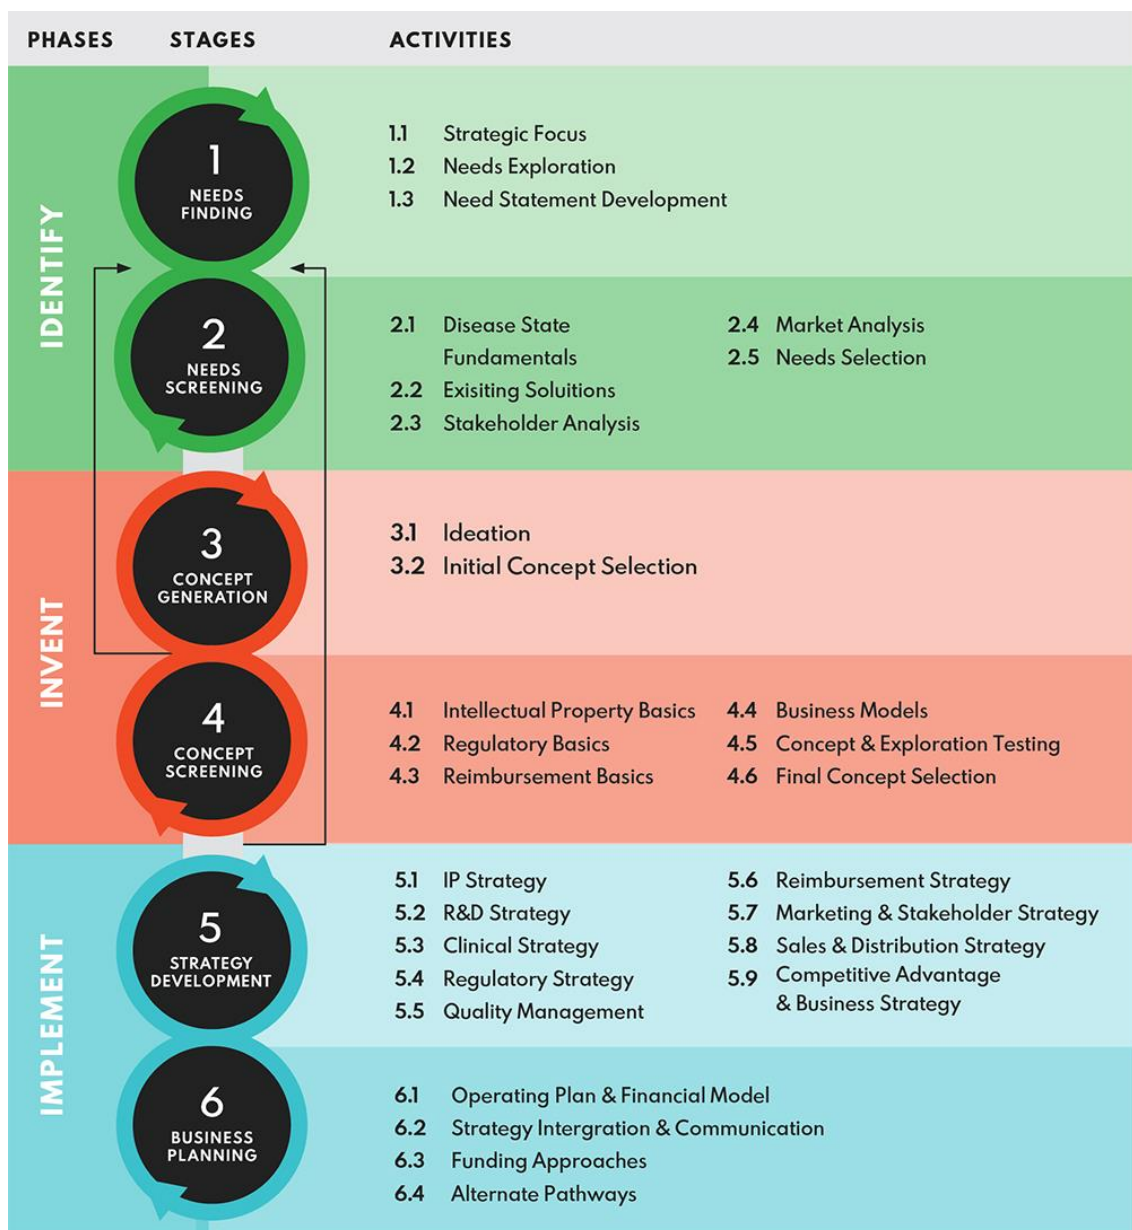 PHASES STAGES ACTIVITIES
IDENTIFY
1
NEEDS
FINDING
1.1 Strategic Focus
1.2 Needs Exploration
1.3 Need Statement Development
2
NEEDS
SCREENING
2.1 Disease State
Fundamentals
2.2 Exisiting Soluitions
2.3 Stakeholder Analysis
2.4 Market Analysis
2.5 Needs Selection
INVENT
3
CONCEPT
GENERATION
3.1 Ideation
3.2 Initial Concept Selection
4
CONCEPT
SCREENING
4.1 Intellectual Property Basics
4.2 Regulatory Basics
4.3 Reimbursement Basics
4.4 Business Models
4.5 Concept & Exploration Testing
4.6 Final Concept Selection
IMPLEMENT
5
STRATEGY
DEVELOPMENT
5.1 IP Strategy
5.2 R&D Strategy
5.3 Clinical Strategy
5.4 Regulatory Strategy
5.5 Quality Management
5.6 Reimbursement Strategy
5.7 Marketing & Stakeholder Strategy
5.8 Sales & Distribution Strategy
5.9 Competitive Advantage
& Business Strategy
6
BUSINESS
PLANNING
6.1 Operating Plan & Financial Model
6.2 Strategy Intergration & Communication
6.3 Funding Approaches
6.4 Alternate Pathways